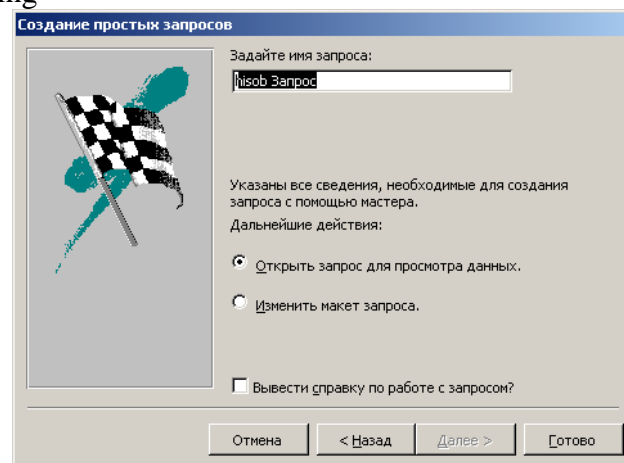 ng
Создание простых запросов
Задайте имя запроса:
hisob Запрос
Указаны все сведения, необходимые для создания
запроса с помощью мастера.
Дальнейшие действия:
Открыть запрос для просмотра данных.
Изменить макет запроса.
Вывести справку по работе с запросом?
Отмена < Назад Далее > Готово